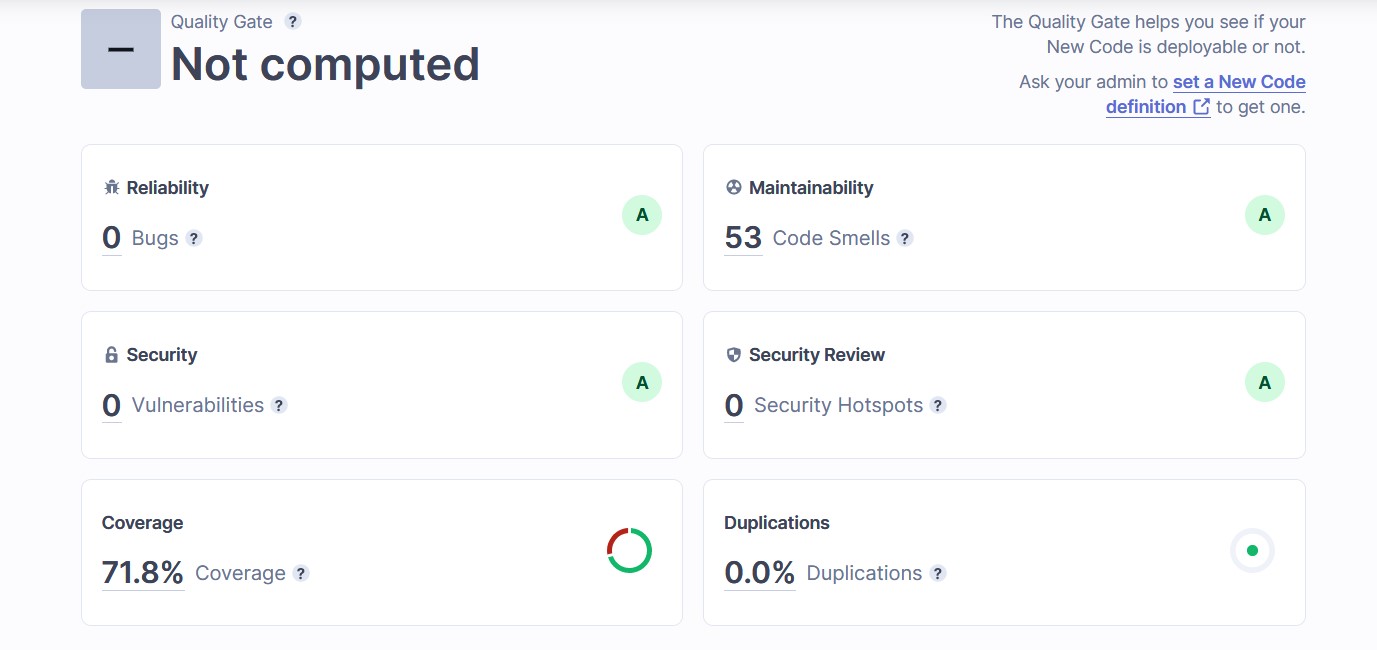 Quality Gate ?
Not computed
The Quality Gate helps you see if your
New Code is deployable or not.
Ask your admin to set a New Code
definition to get one.
Reliability
0 Bugs ?
A
Maintainability
53 Code Smells ?
A
Security
0 Vulnerabilities ?
A
Security Review
0 Security Hotspots ?
A
Coverage
71.8% Coverage ?
Duplications
0.0% Duplications ?